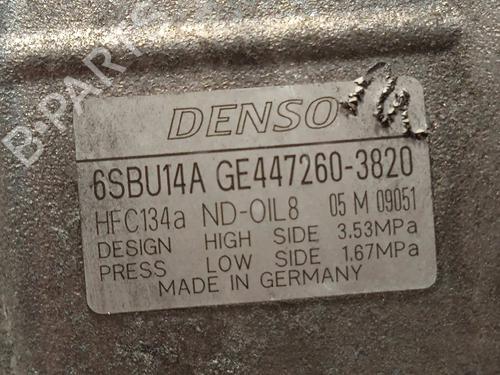 B-PARTS
DENSO
6SBU14A GE447260-3820
HFC134a ND-OIL8 05 M 09051
DESIGN HIGH SIDE 3.53MPa
PRESS LOW SIDE 1.67MPa
MADE IN GERMANY